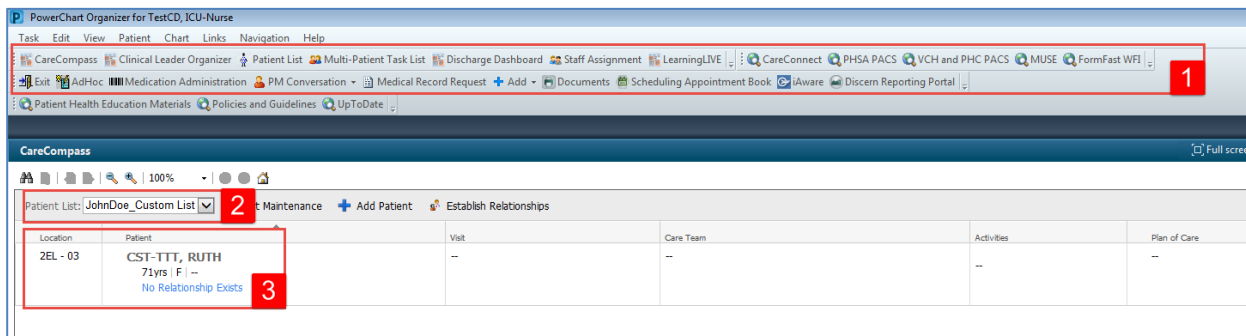 P PowerChart Organizer for TestCD, ICU-Nurse
Task Edit View Patient Chart Links Navigation Help
CareCompass Clinical Leader Organizer Patient List Multi-Patient Task List Discharge Dashboard Staff Assignment LearningLIVE CareConnect PHSA PACS VCH and PHC PACS MUSE FormFast WFI
Exit AdHoc Medication Administration PM Conversation Medical Record Request Add Documents Scheduling Appointment Book iAware Discern Reporting Portal
1
Patient Health Education Materials Policies and Guidelines UpToDate
CareCompass Full scre
100%
Patient List: JohnDoe_Custom List 2 t Maintenance Add Patient Establish Relationships
Location Patient Visit Care Team Activities Plan of Care
2EL - 03 CST-TTT, RUTH -- -- -- --
71yrs | F | --
No Relationship Exists
3